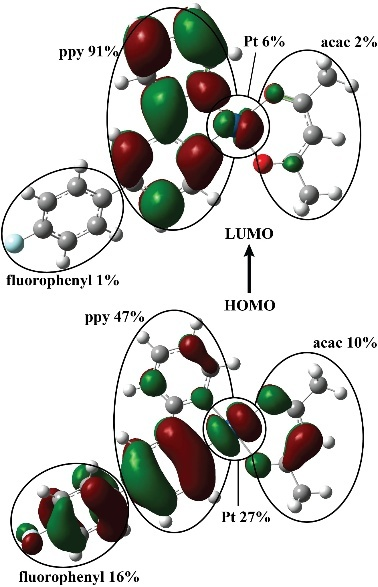 ppy 91%
Pt 6%
acac 2%
fluorophenyl 1%
LUMO
HOMO
ppy 47%
acac 10%
Pt 27%
fluorophenyl 16%